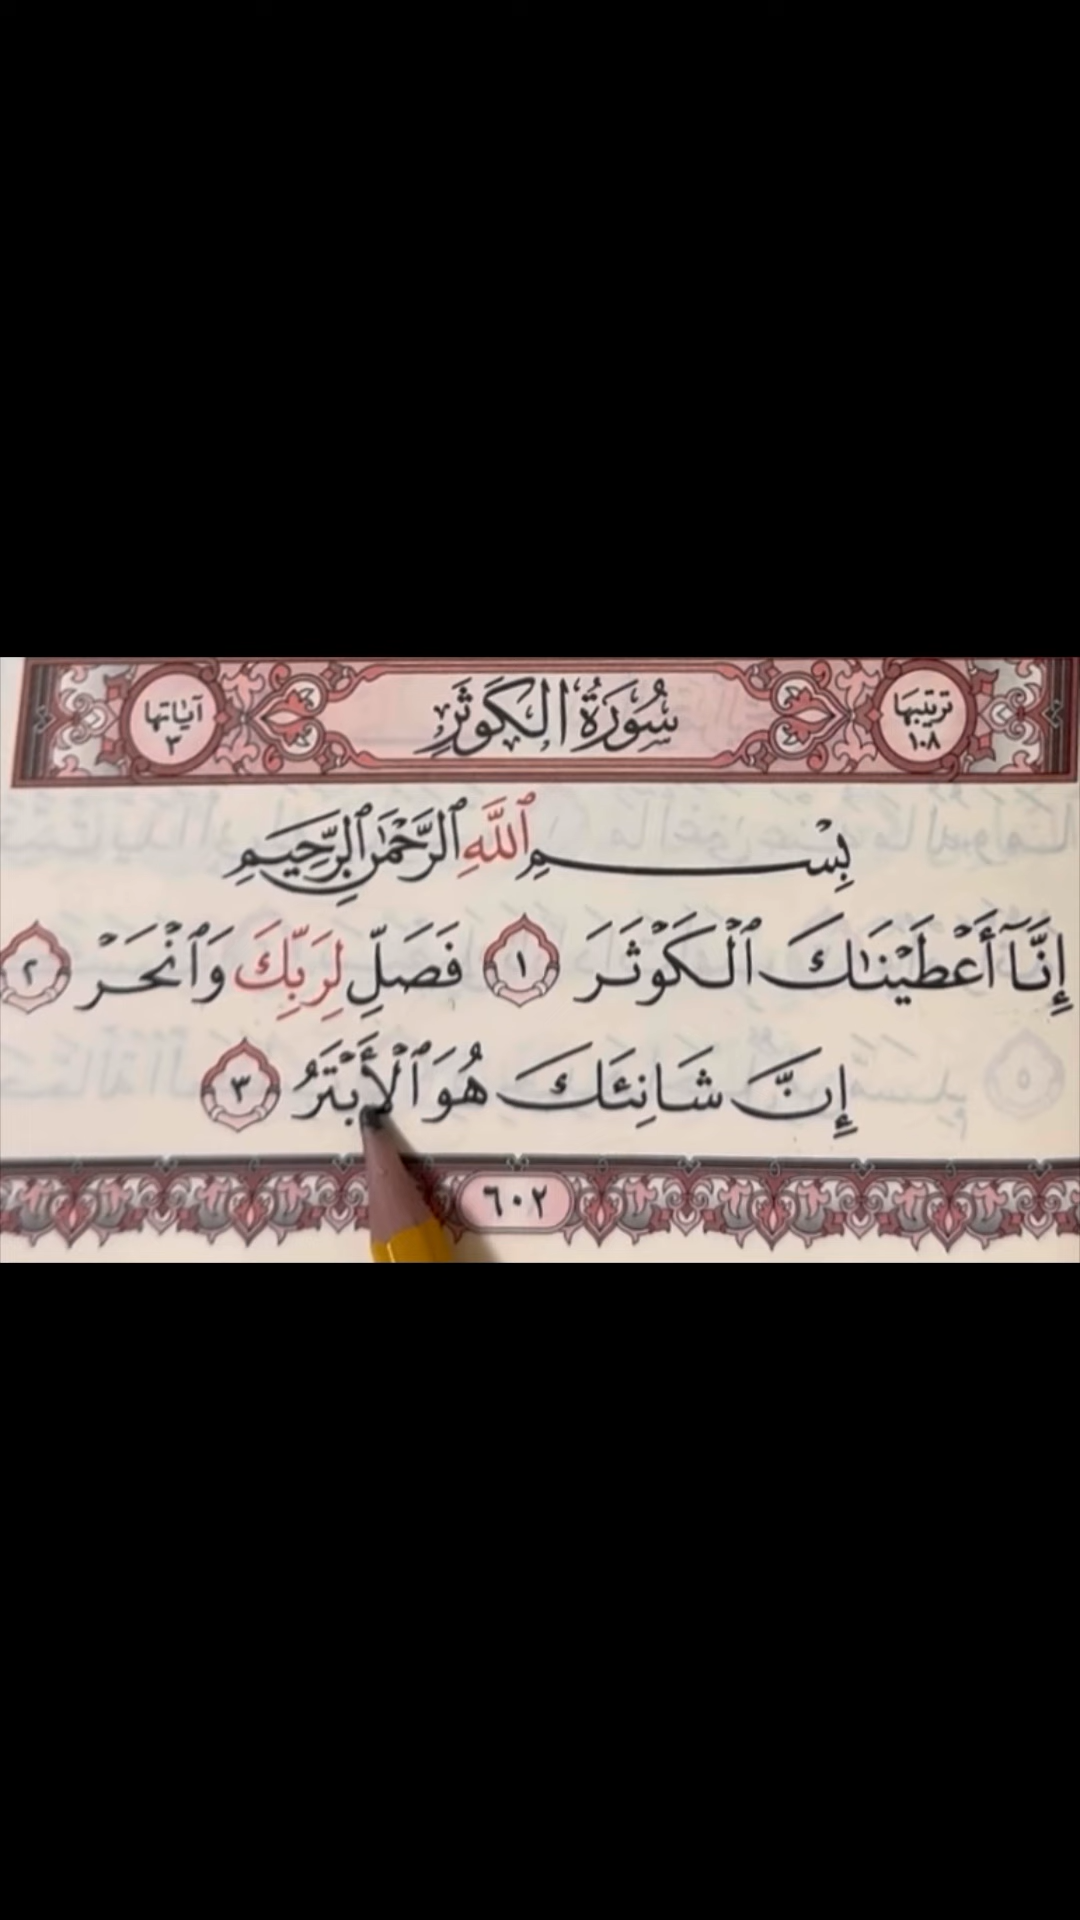 ترتيبها ١٠٨
سُورَةُ الكَوثَرِ
آياتها ٣
بِسْمِ ٱللَّهِ ٱلرَّحْمَٰنِ ٱلرَّحِيمِ
إِنَّآ أَعْطَيْنَٰكَ ٱلْكَوْثَرَ ١ فَصَلِّ لِرَبِّكَ وَٱنْحَرْ ٢
إِنَّ شَانِئَكَ هُوَ ٱلْأَبْتَرُ ٣
٦٠٢